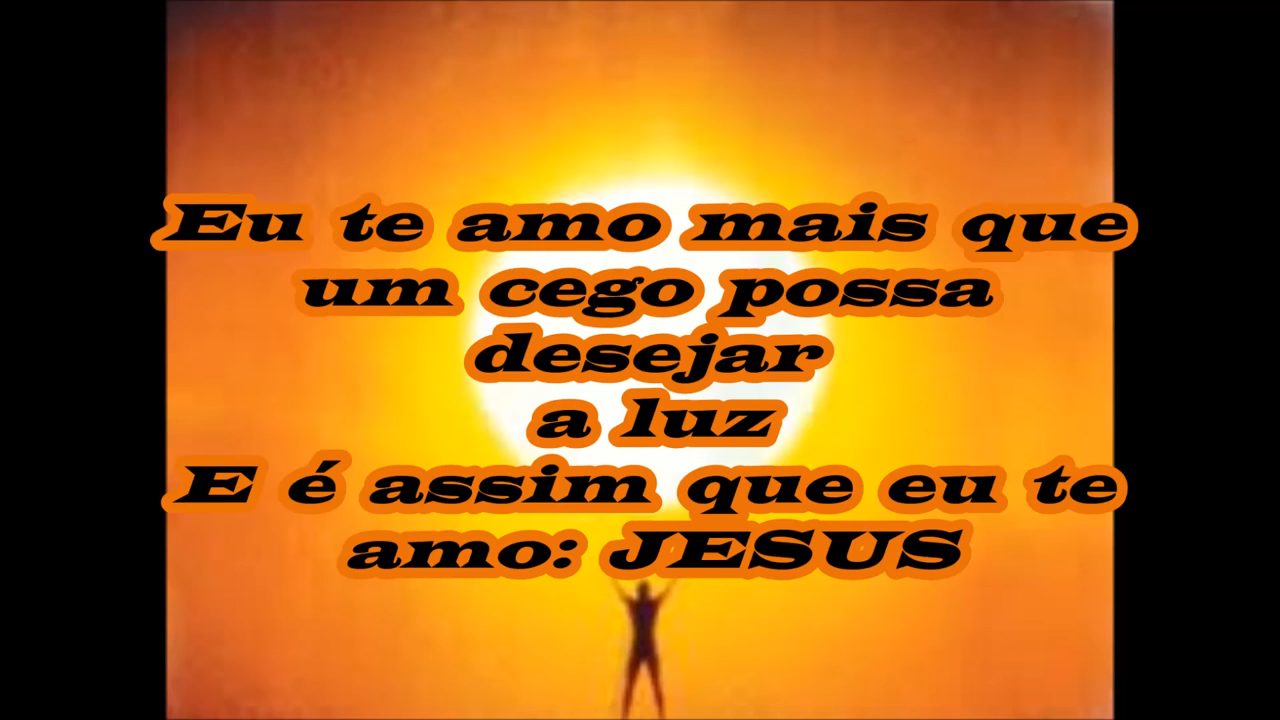 Eu te amo mais que
um cego possa
desejar
a luz
E é assim que eu te
amo: JESUS